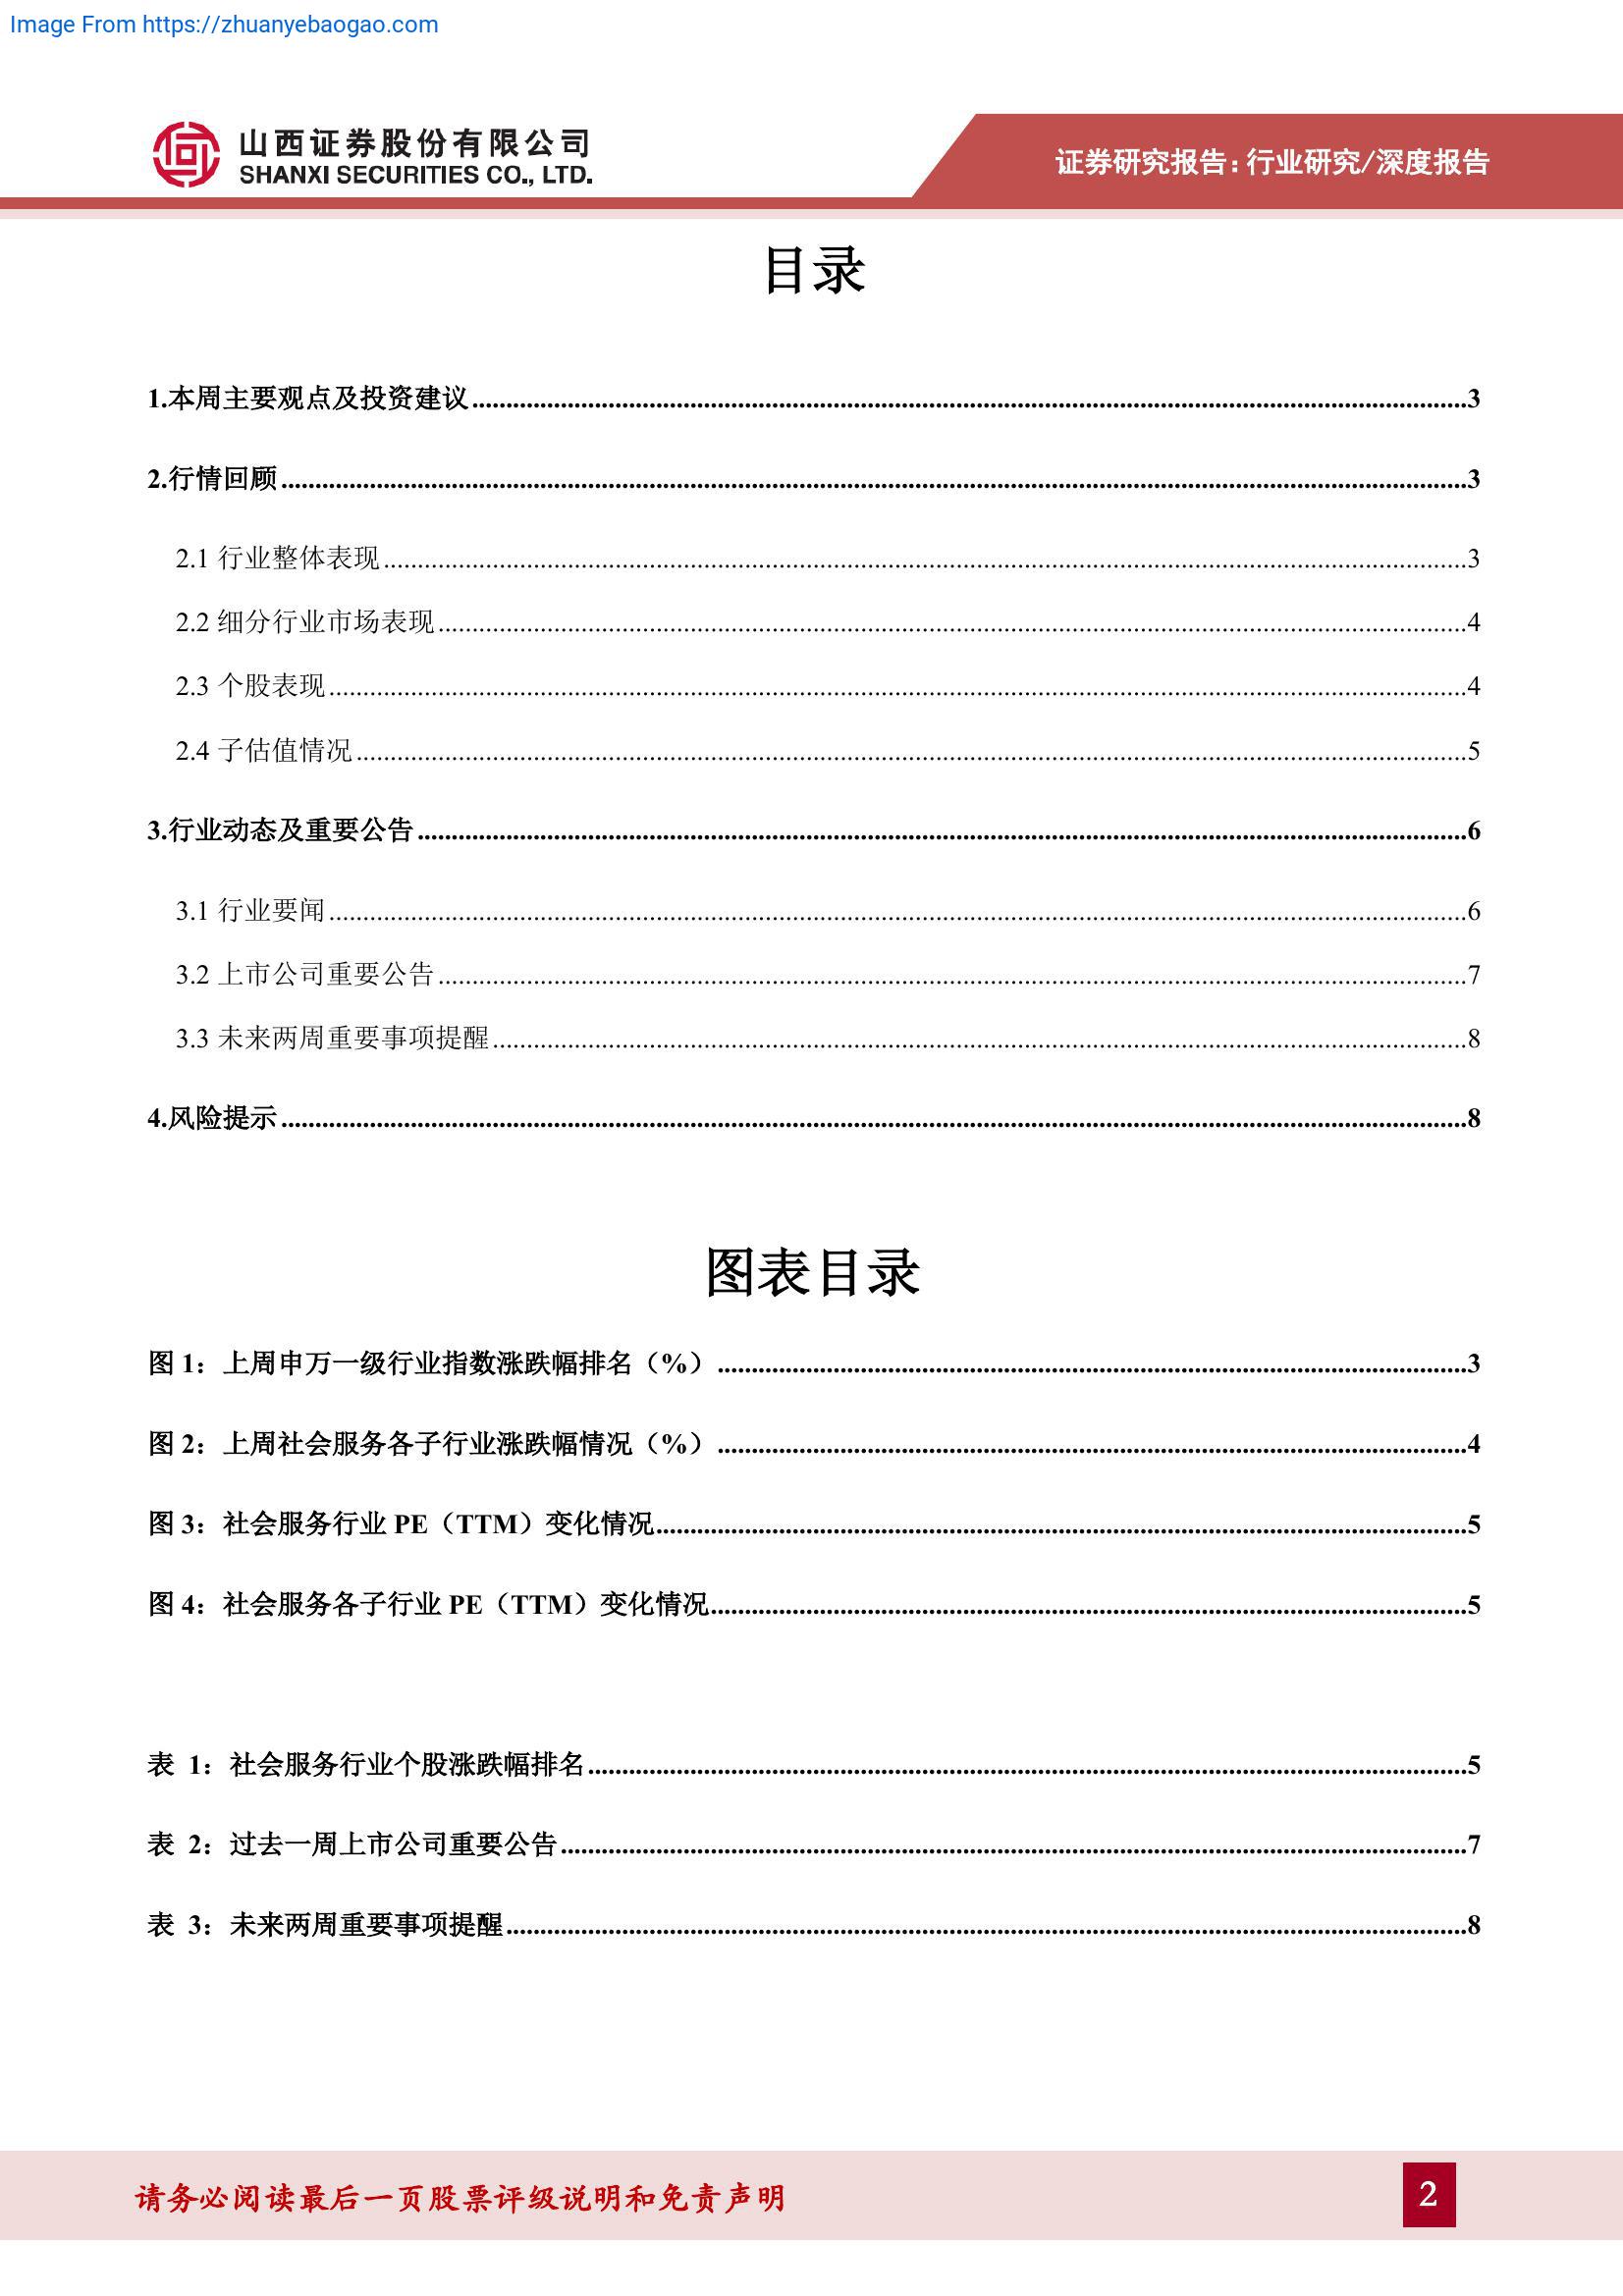 Image From https://zhuanyebaogao.com
山西证券股份有限公司
SHANXI SECURITIES CO., LTD.
证券研究报告:行业研究/深度报告
目录
1.本周主要观点及投资建议........3
2.行情回顾........3
2.1 行业整体表现........3
2.2 细分行业市场表现........4
2.3 个股表现........4
2.4 子估值情况........5
3.行业动态及重要公告........6
3.1 行业要闻........6
3.2 上市公司重要公告........7
3.3 未来两周重要事项提醒........8
4.风险提示........8
图表目录
图 1：上周申万一级行业指数涨跌幅排名（%）........3
图 2：上周社会服务各子行业涨跌幅情况（%）........4
图 3：社会服务行业 PE（TTM）变化情况........5
图 4：社会服务各子行业 PE（TTM）变化情况........5
表 1：社会服务行业个股涨跌幅排名........5
表 2：过去一周上市公司重要公告........7
表 3：未来两周重要事项提醒........8
请务必阅读最后一页股票评级说明和免责声明
2